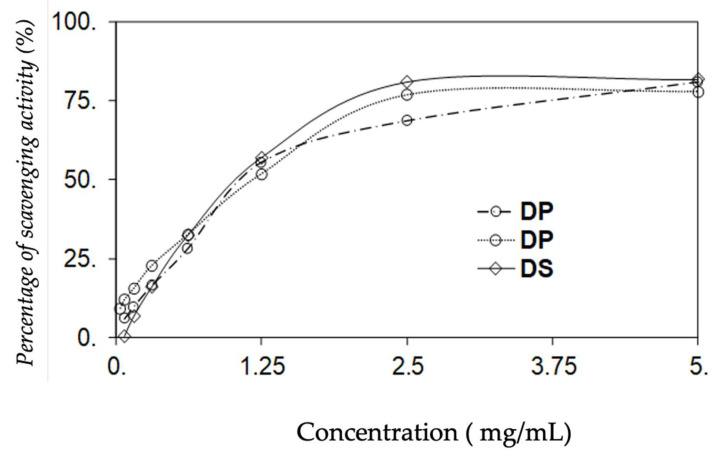 Percentage of scavenging activity (%)
100.
75.
50.
25.
0.
DP
DP
DS
0. 1.25 2.5 3.75 5.
Concentration ( mg/mL)